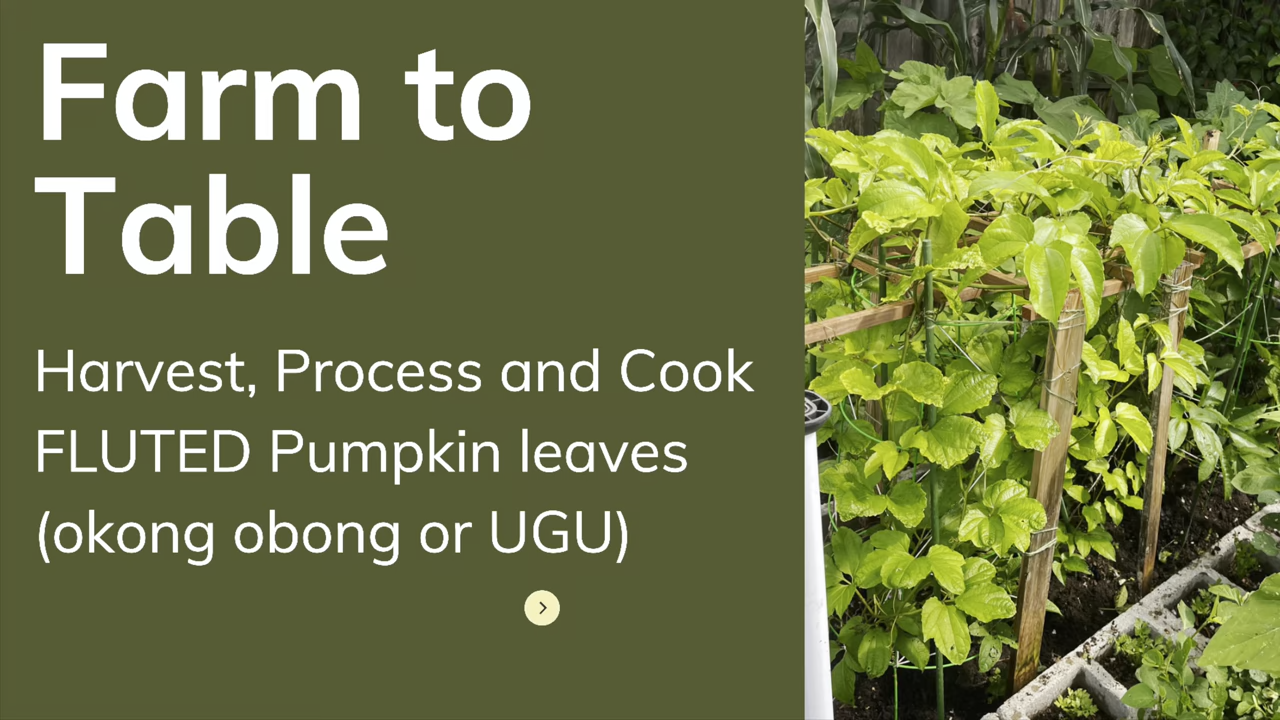 Farm to
Table
Harvest, Process and Cook
FLUTED Pumpkin leaves
(okong obong or UGU)